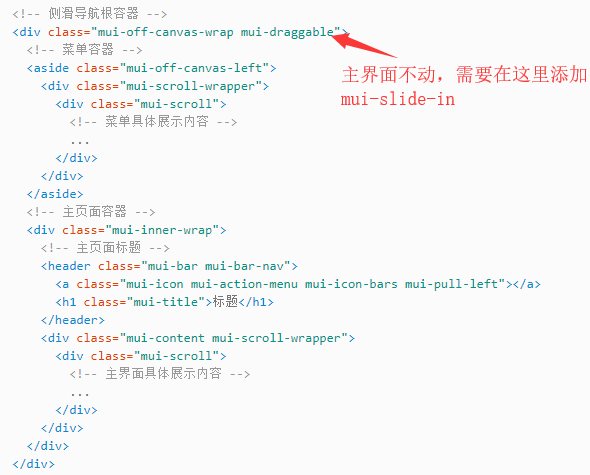 <!-- 侧滑导航根容器 -->
<div class="mui-off-canvas-wrap mui-draggable">
<!-- 菜单容器 -->
<aside class="mui-off-canvas-left">
<div class="mui-scroll-wrapper">
<div class="mui-scroll">
<!-- 菜单具体展示内容 -->
...
</div>
</div>
</aside>
<!-- 主页面容器 -->
<div class="mui-inner-wrap">
<!-- 主页面标题 -->
<header class="mui-bar mui-bar-nav">
<a class="mui-icon mui-action-menu mui-icon-bars mui-pull-left"></a>
<h1 class="mui-title">标题</h1>
</header>
<div class="mui-content mui-scroll-wrapper">
<div class="mui-scroll">
<!-- 主界面具体展示内容 -->
...
</div>
</div>
</div>
</div>
主界面不动，需要在这里添加
mui-slide-in